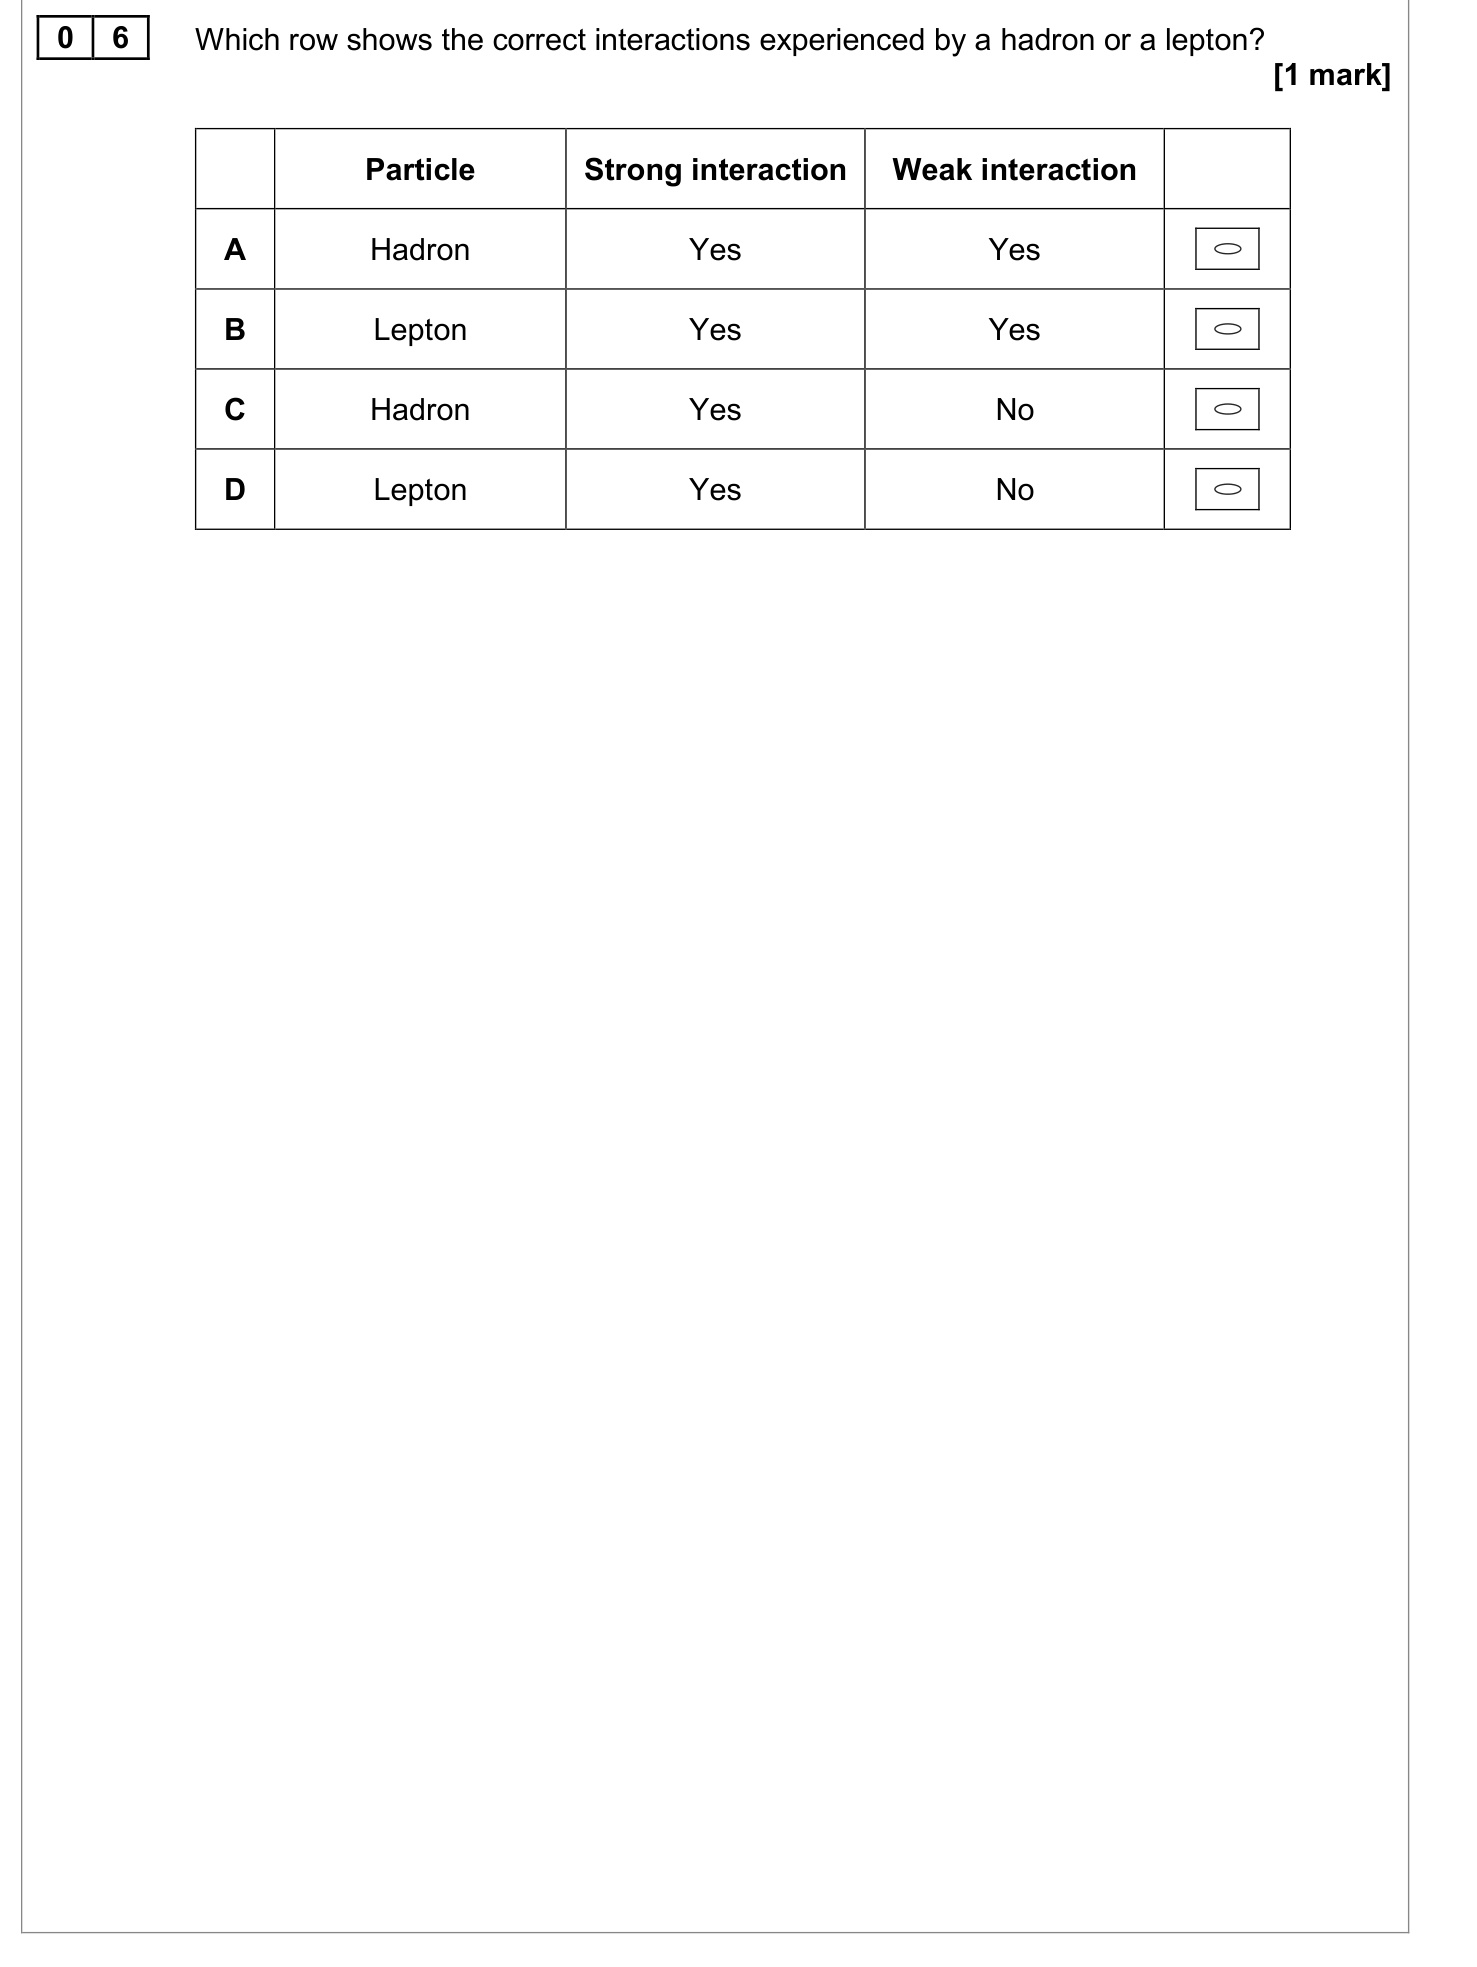 0 6 Which row shows the correct interactions experienced by a hadron or a lepton?
[1 mark]
Particle Strong interaction Weak interaction
A Hadron Yes Yes
B Lepton Yes Yes
C Hadron Yes No
D Lepton Yes No